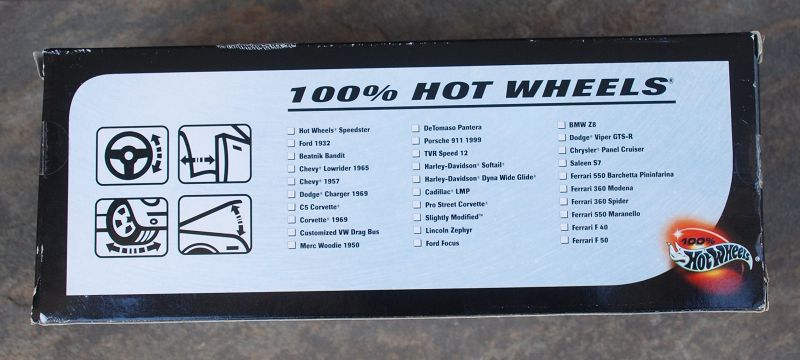 100% HOT WHEELS®
Hot Wheels® Speedster
Ford 1932
Beatnik Bandit
Chevy® Lowrider 1965
Chevy® 1957
Dodge® Charger 1969
C5 Corvette®
Corvette® 1969
Customized VW Drag Bus
Merc Woodie 1950
DeTomaso Pantera
Porsche 911 1999
TVR Speed 12
Harley-Davidson® Softail®
Harley-Davidson® Dyna Wide Glide®
Cadillac® LMP
Pro Street Corvette®
Slightly Modified™
Lincoln Zephyr
Ford Focus
BMW Z8
Dodge® Viper GTS-R
Chrysler® Panel Cruiser
Saleen S7
Ferrari 550 Barchetta Pininfarina
Ferrari 360 Modena
Ferrari 360 Spider
Ferrari 550 Maranello
Ferrari F 40
Ferrari F 50
100%
Hot Wheels®